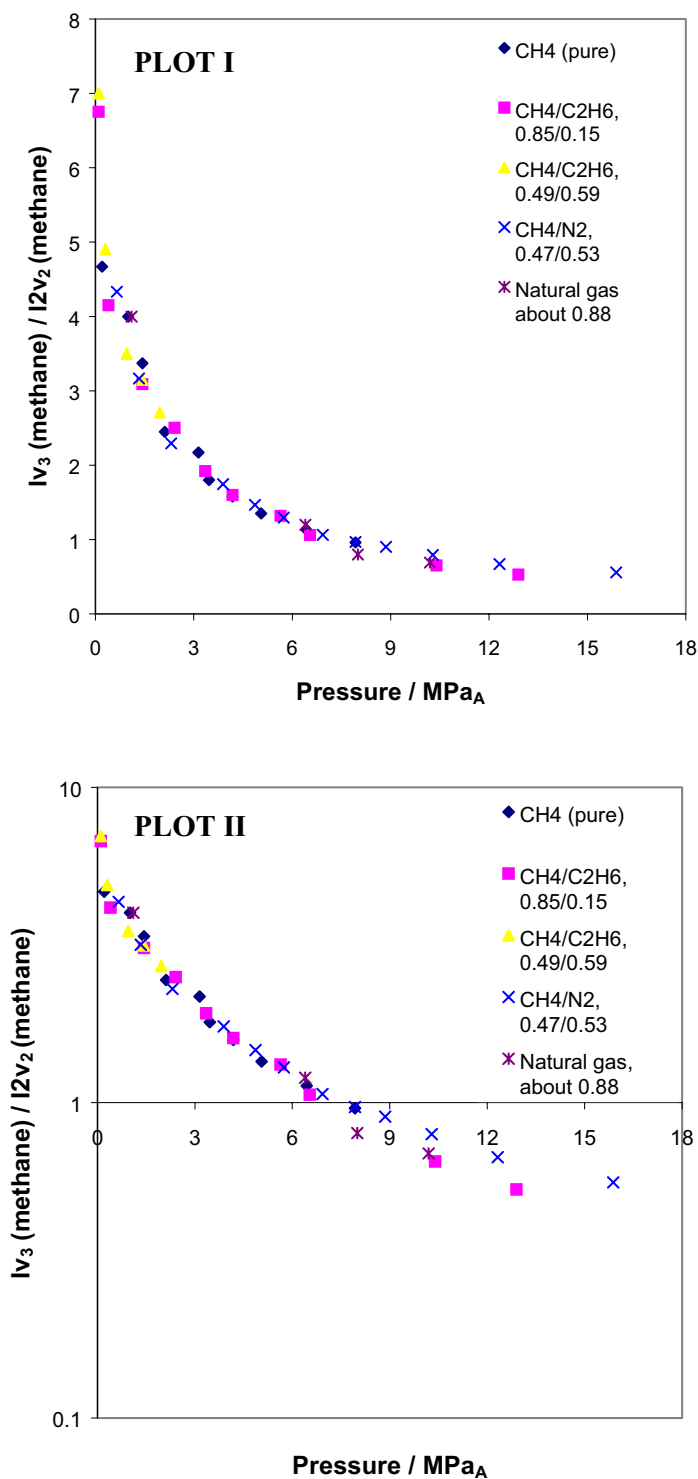 PLOT I
8
7
6
5
4
3
2
1
0
Iv₃ (methane) / I2v₂ (methane)
CH4 (pure)
CH4/C2H6,
0.85/0.15
CH4/C2H6,
0.49/0.59
CH4/N2,
0.47/0.53
Natural gas
about 0.88
0 3 6 9 12 15 18
Pressure / MPaA
PLOT II
10
1
0.1
Iv₃ (methane) / I2v₂ (methane)
CH4 (pure)
CH4/C2H6,
0.85/0.15
CH4/C2H6,
0.49/0.59
CH4/N2,
0.47/0.53
Natural gas,
about 0.88
0 3 6 9 12 15 18
Pressure / MPaA